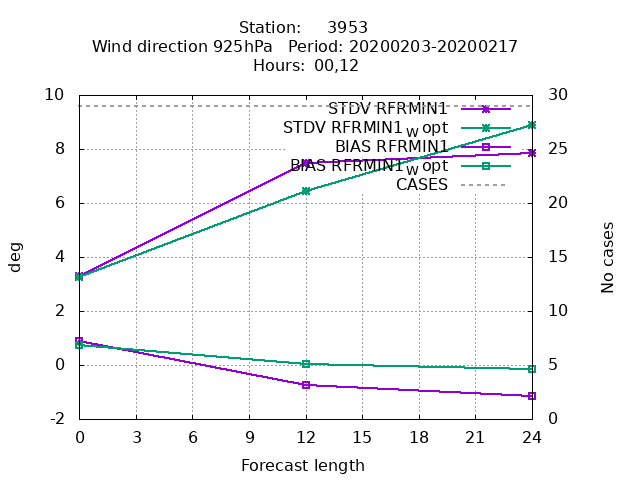 Station: 3953
Wind direction 925hPa Period: 20200203-20200217
Hours: 00,12
STDV RFRMIN1
STDV RFRMIN1w opt
BIAS RFRMIN1
BIAS RFRMIN1w opt
CASES
10
8
6
4
2
0
-2
deg
30
25
20
15
10
5
0
No cases
0 3 6 9 12 15 18 21 24
Forecast length